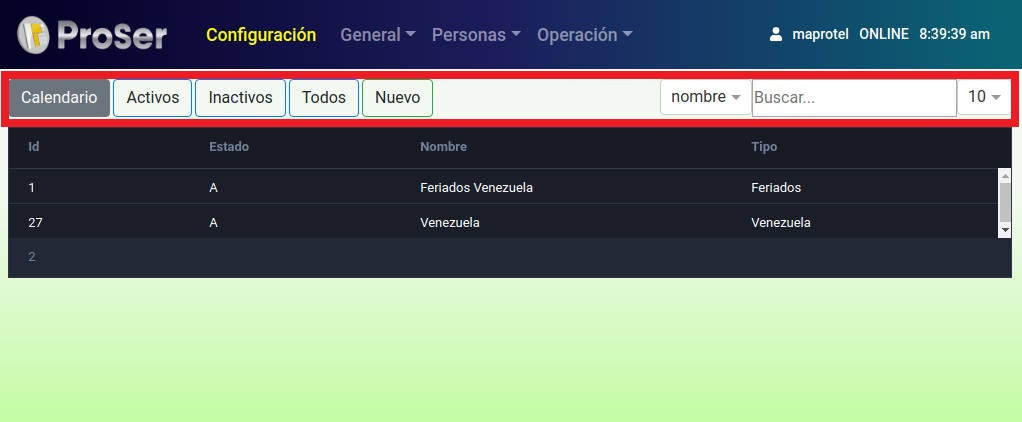 ProSer Configuración General Personas Operación maprotel ONLINE 8:39:39 am
Calendario Activos Inactivos Todos Nuevo nombre Buscar... 10
Id Estado Nombre Tipo
1 A Feriados Venezuela Feriados
27 A Venezuela Venezuela
2